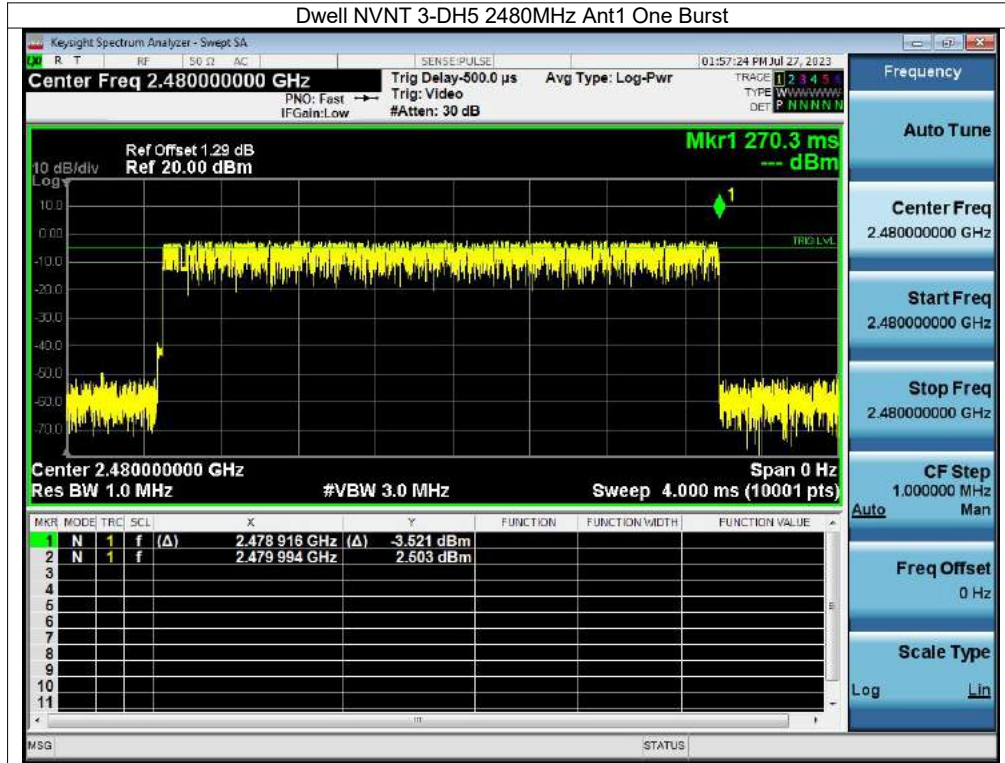 Dwell NVNT 3-DH5 2480MHz Ant1 One Burst
Keysight Spectrum Analyzer - Swept SA
R T RF 50 Ω AC SENSE:PULSE 01:57:24 PM Jul 27, 2023
Center Freq 2.480000000 GHz
PNO: Fast
IFGain:Low
Trig Delay-500.0 µs
Trig: Video
#Atten: 30 dB
Avg Type: Log-Pwr
TRACE 1 2 3 4 5
TYPE WWWWWW
DET P N N N N N
Frequency
Auto Tune
Center Freq
2.480000000 GHz
Start Freq
2.480000000 GHz
Stop Freq
2.480000000 GHz
CF Step
1.000000 MHz
Auto Man
Freq Offset
0 Hz
Scale Type
Log Lin
Mkr1 270.3 ms
--- dBm
Ref Offset 1.29 dB
10 dB/div Ref 20.00 dBm
Log
10.0
0.00
-10.0
-20.0
-30.0
-40.0
-50.0
-60.0
-70.0
1
TRIG LVL
Center 2.480000000 GHz Span 0 Hz
Res BW 1.0 MHz #VBW 3.0 MHz Sweep 4.000 ms (10001 pts)
MKR MODE TRC SCL X Y FUNCTION FUNCTION WIDTH FUNCTION VALUE
1 N 1 f (Δ) 2.478 916 GHz (Δ) -3.521 dBm
2 N 1 f 2.479 994 GHz 2.503 dBm
3
4
5
6
7
8
9
10
11
MSG STATUS